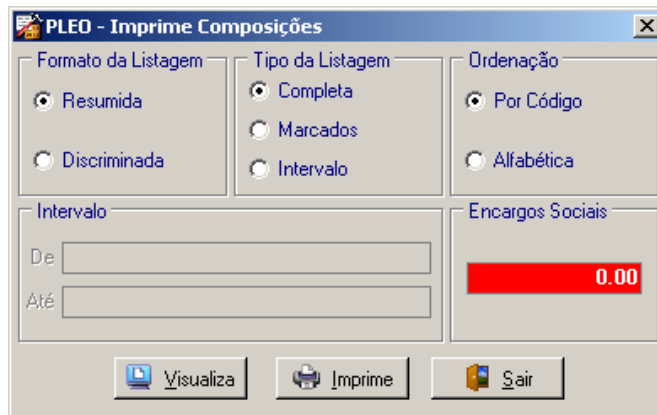 PLEO - Imprime Composições
Formato da Listagem
Resumida
Discriminada
Tipo da Listagem
Completa
Marcados
Intervalo
Ordenação
Por Código
Alfabética
Intervalo
De
Até
Encargos Sociais
0.00
Visualiza
Imprime
Sair